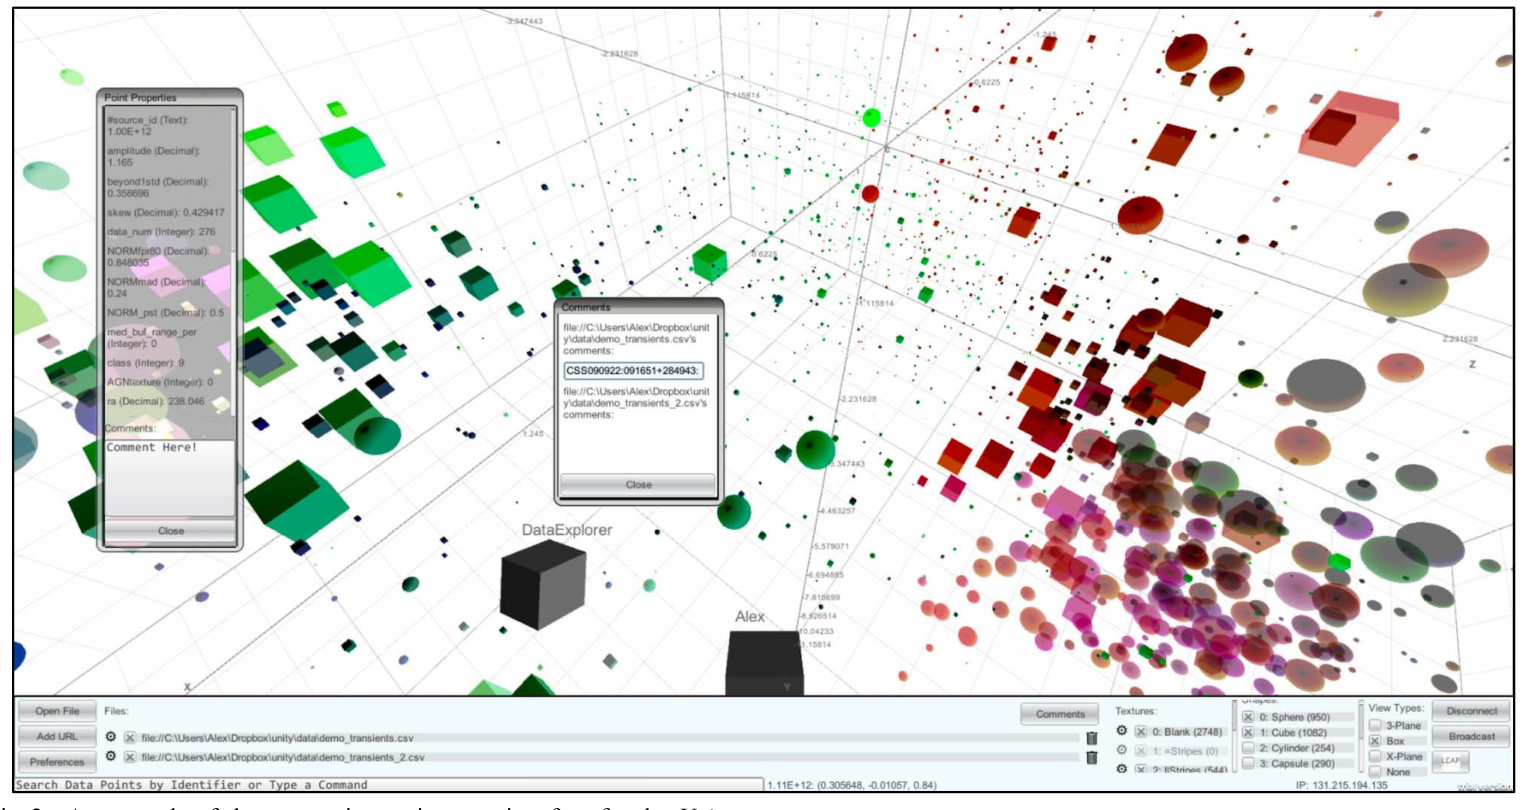 -3.347443
-2.231628
-1.245
-0.6225
-1.115814
Point Properties
#source_id (Text):
1.00E+12
amplitude (Decimal):
1.165
beyond1std (Decimal):
0.358696
skew (Decimal): 0.429417
data_num (Integer): 276
NORMfpr80 (Decimal):
0.848035
NORMmad (Decimal):
0.24
NORM_pst (Decimal): 0.5
med_buf_range_per
(Integer): 0
class (Integer): 9
AGNtexture (Integer): 0
ra (Decimal): 238.046
Comments:
Comment Here!
Close
0.6225
-1.115814
2.231628
Z
-2.231628
1.245
-3.347443
-4.463257
-5.579071
-6.694885
-7.810699
-8.926514
-10.04233
-11.15814
X
Y
Comments
file://C:\Users\Alex\Dropbox\unit
y\data\demo_transients.csv's
comments:
CSS090922:091651+284943:
file://C:\Users\Alex\Dropbox\unit
y\data\demo_transients_2.csv's
comments:
Close
DataExplorer
Alex
Open File
Add URL
Preferences
Files:
file://C:\Users\Alex\Dropbox\unity\data\demo_transients.csv
file://C:\Users\Alex\Dropbox\unity\data\demo_transients_2.csv
Comments
Textures:
0: Blank (2748)
1: =Stripes (0)
2: ||Stripes (544)
Shapes:
0: Sphere (950)
1: Cube (1082)
2: Cylinder (254)
3: Capsule (290)
View Types:
3-Plane
Box
X-Plane
None
Disconnect
Broadcast
LEAP
Search Data Points by Identifier or Type a Command
1.11E+12: (0.305648, -0.01057, 0.84)
IP: 131.215.194.135